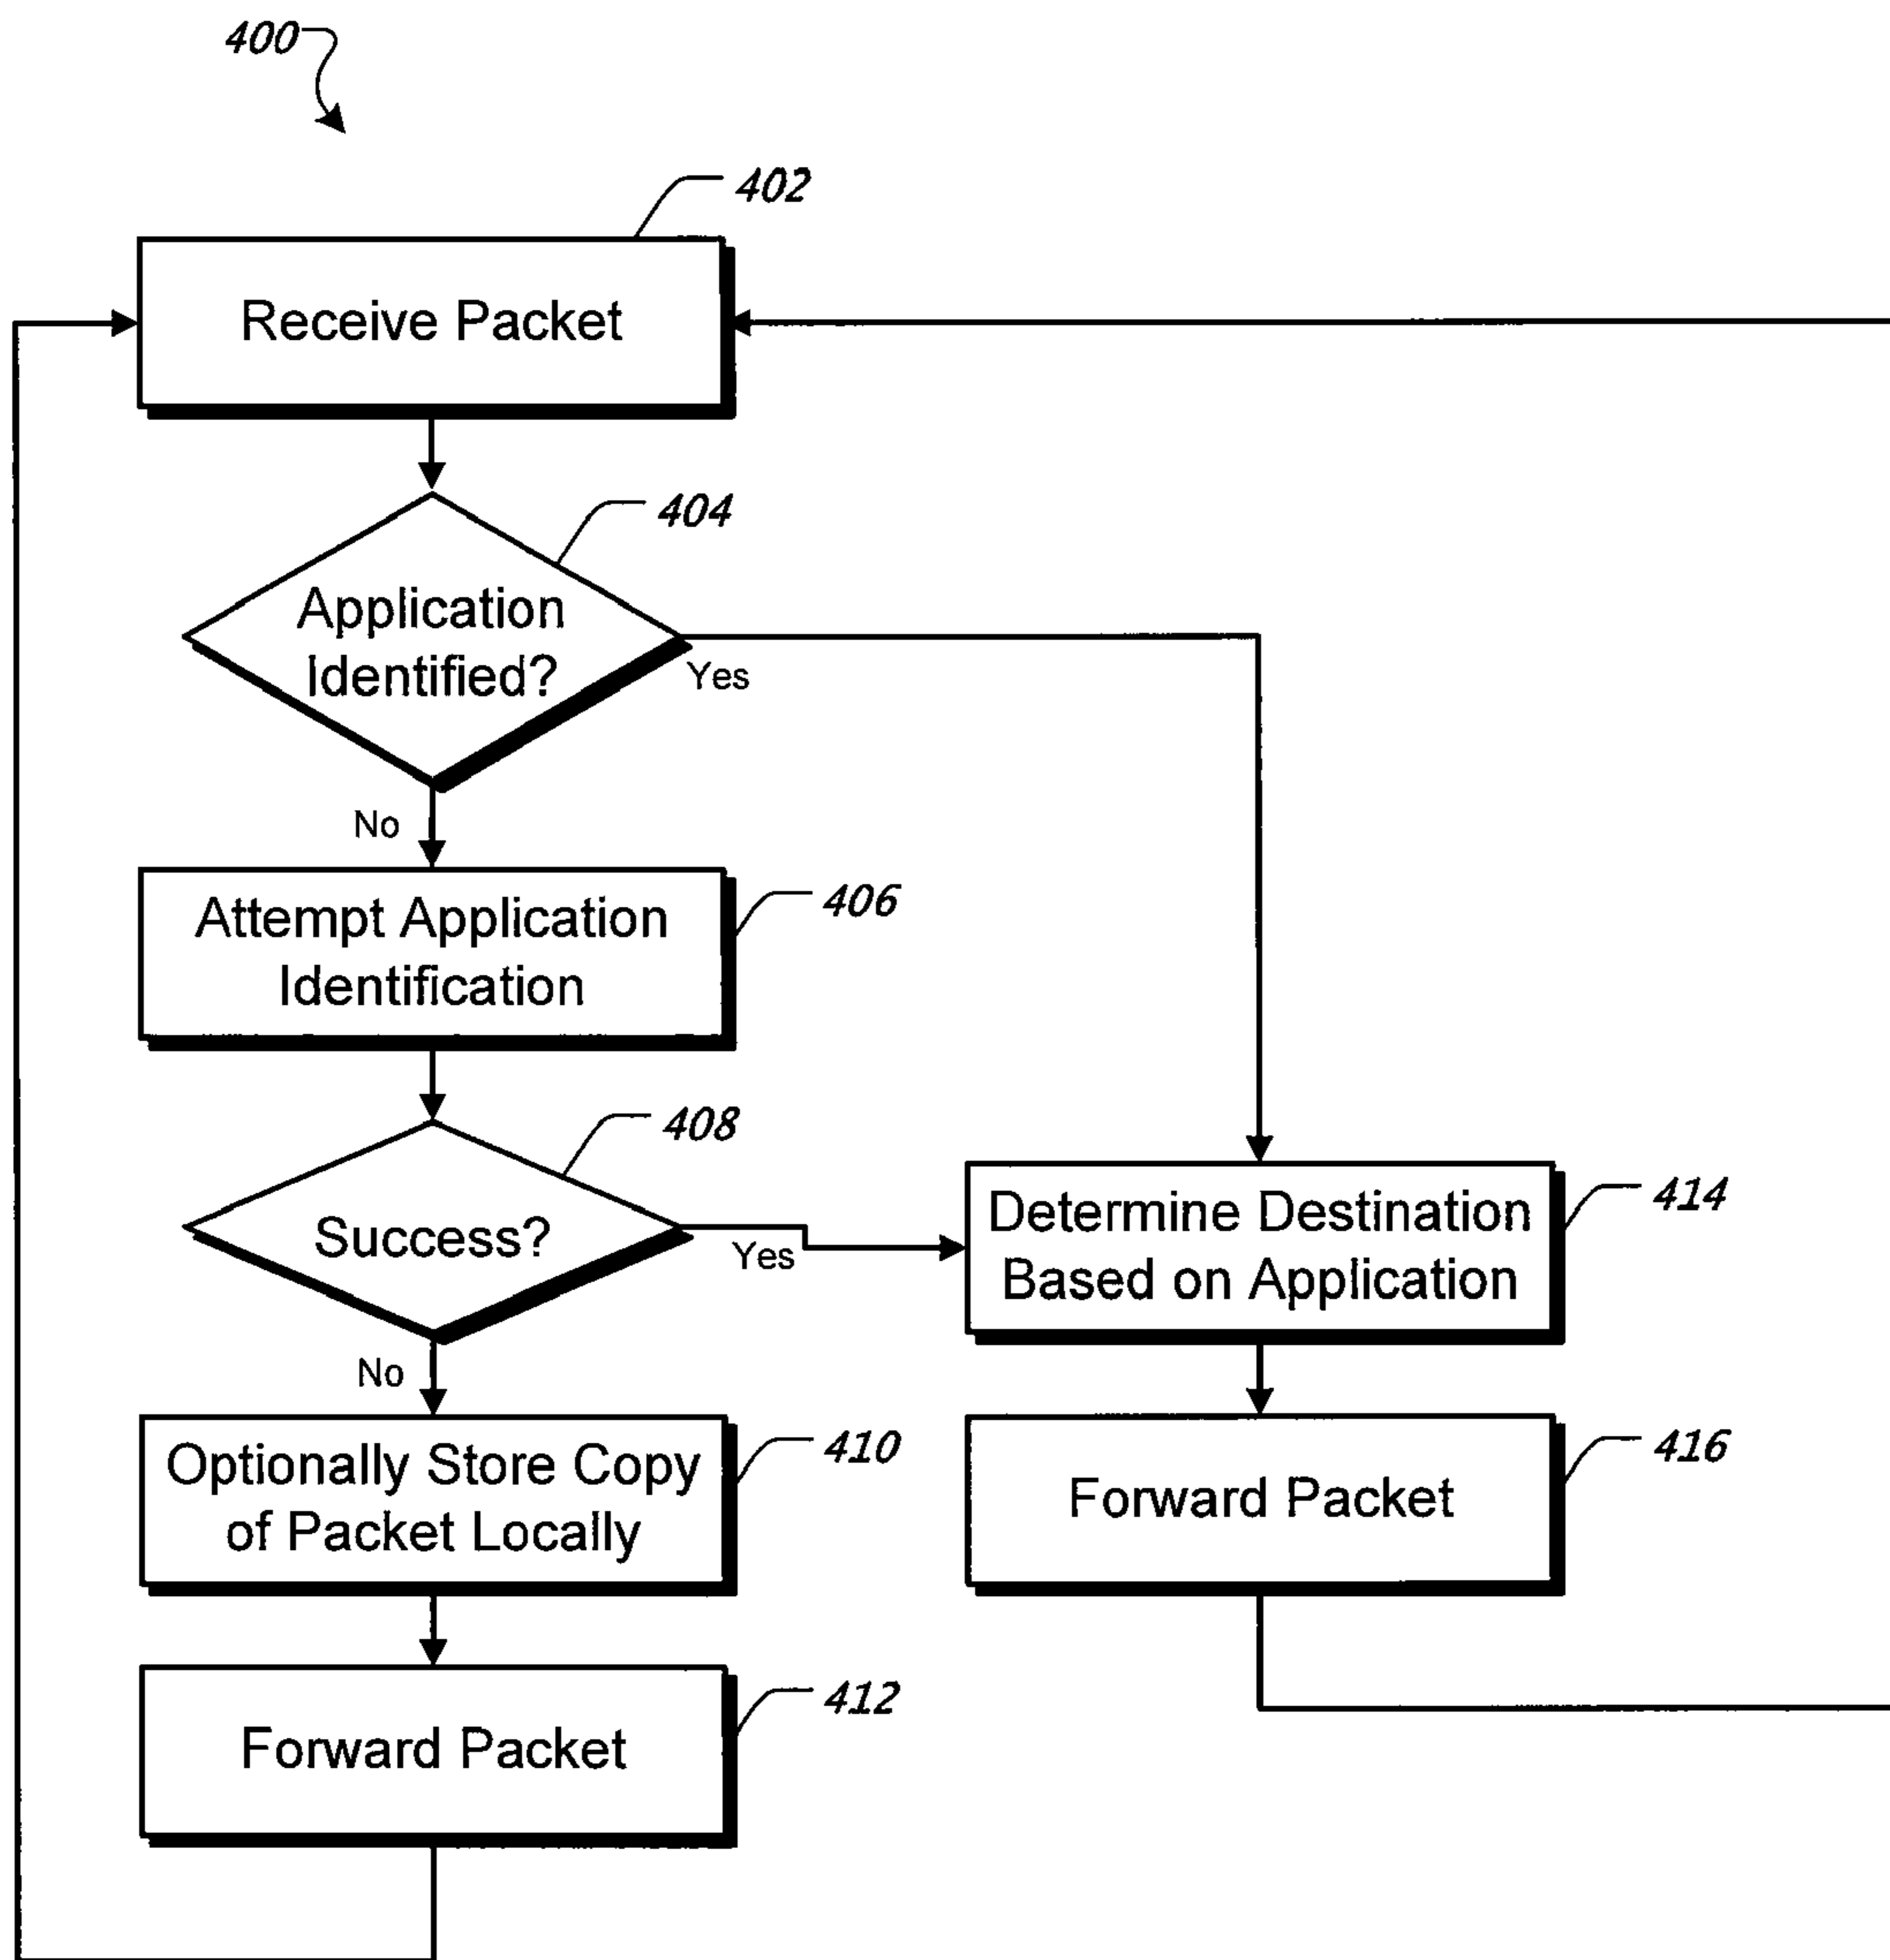 400
402
Receive Packet
404
Application
Identified?
Yes
No
406
Attempt Application
Identification
408
Success?
Yes
No
414
Determine Destination
Based on Application
410
Optionally Store Copy
of Packet Locally
416
Forward Packet
412
Forward Packet